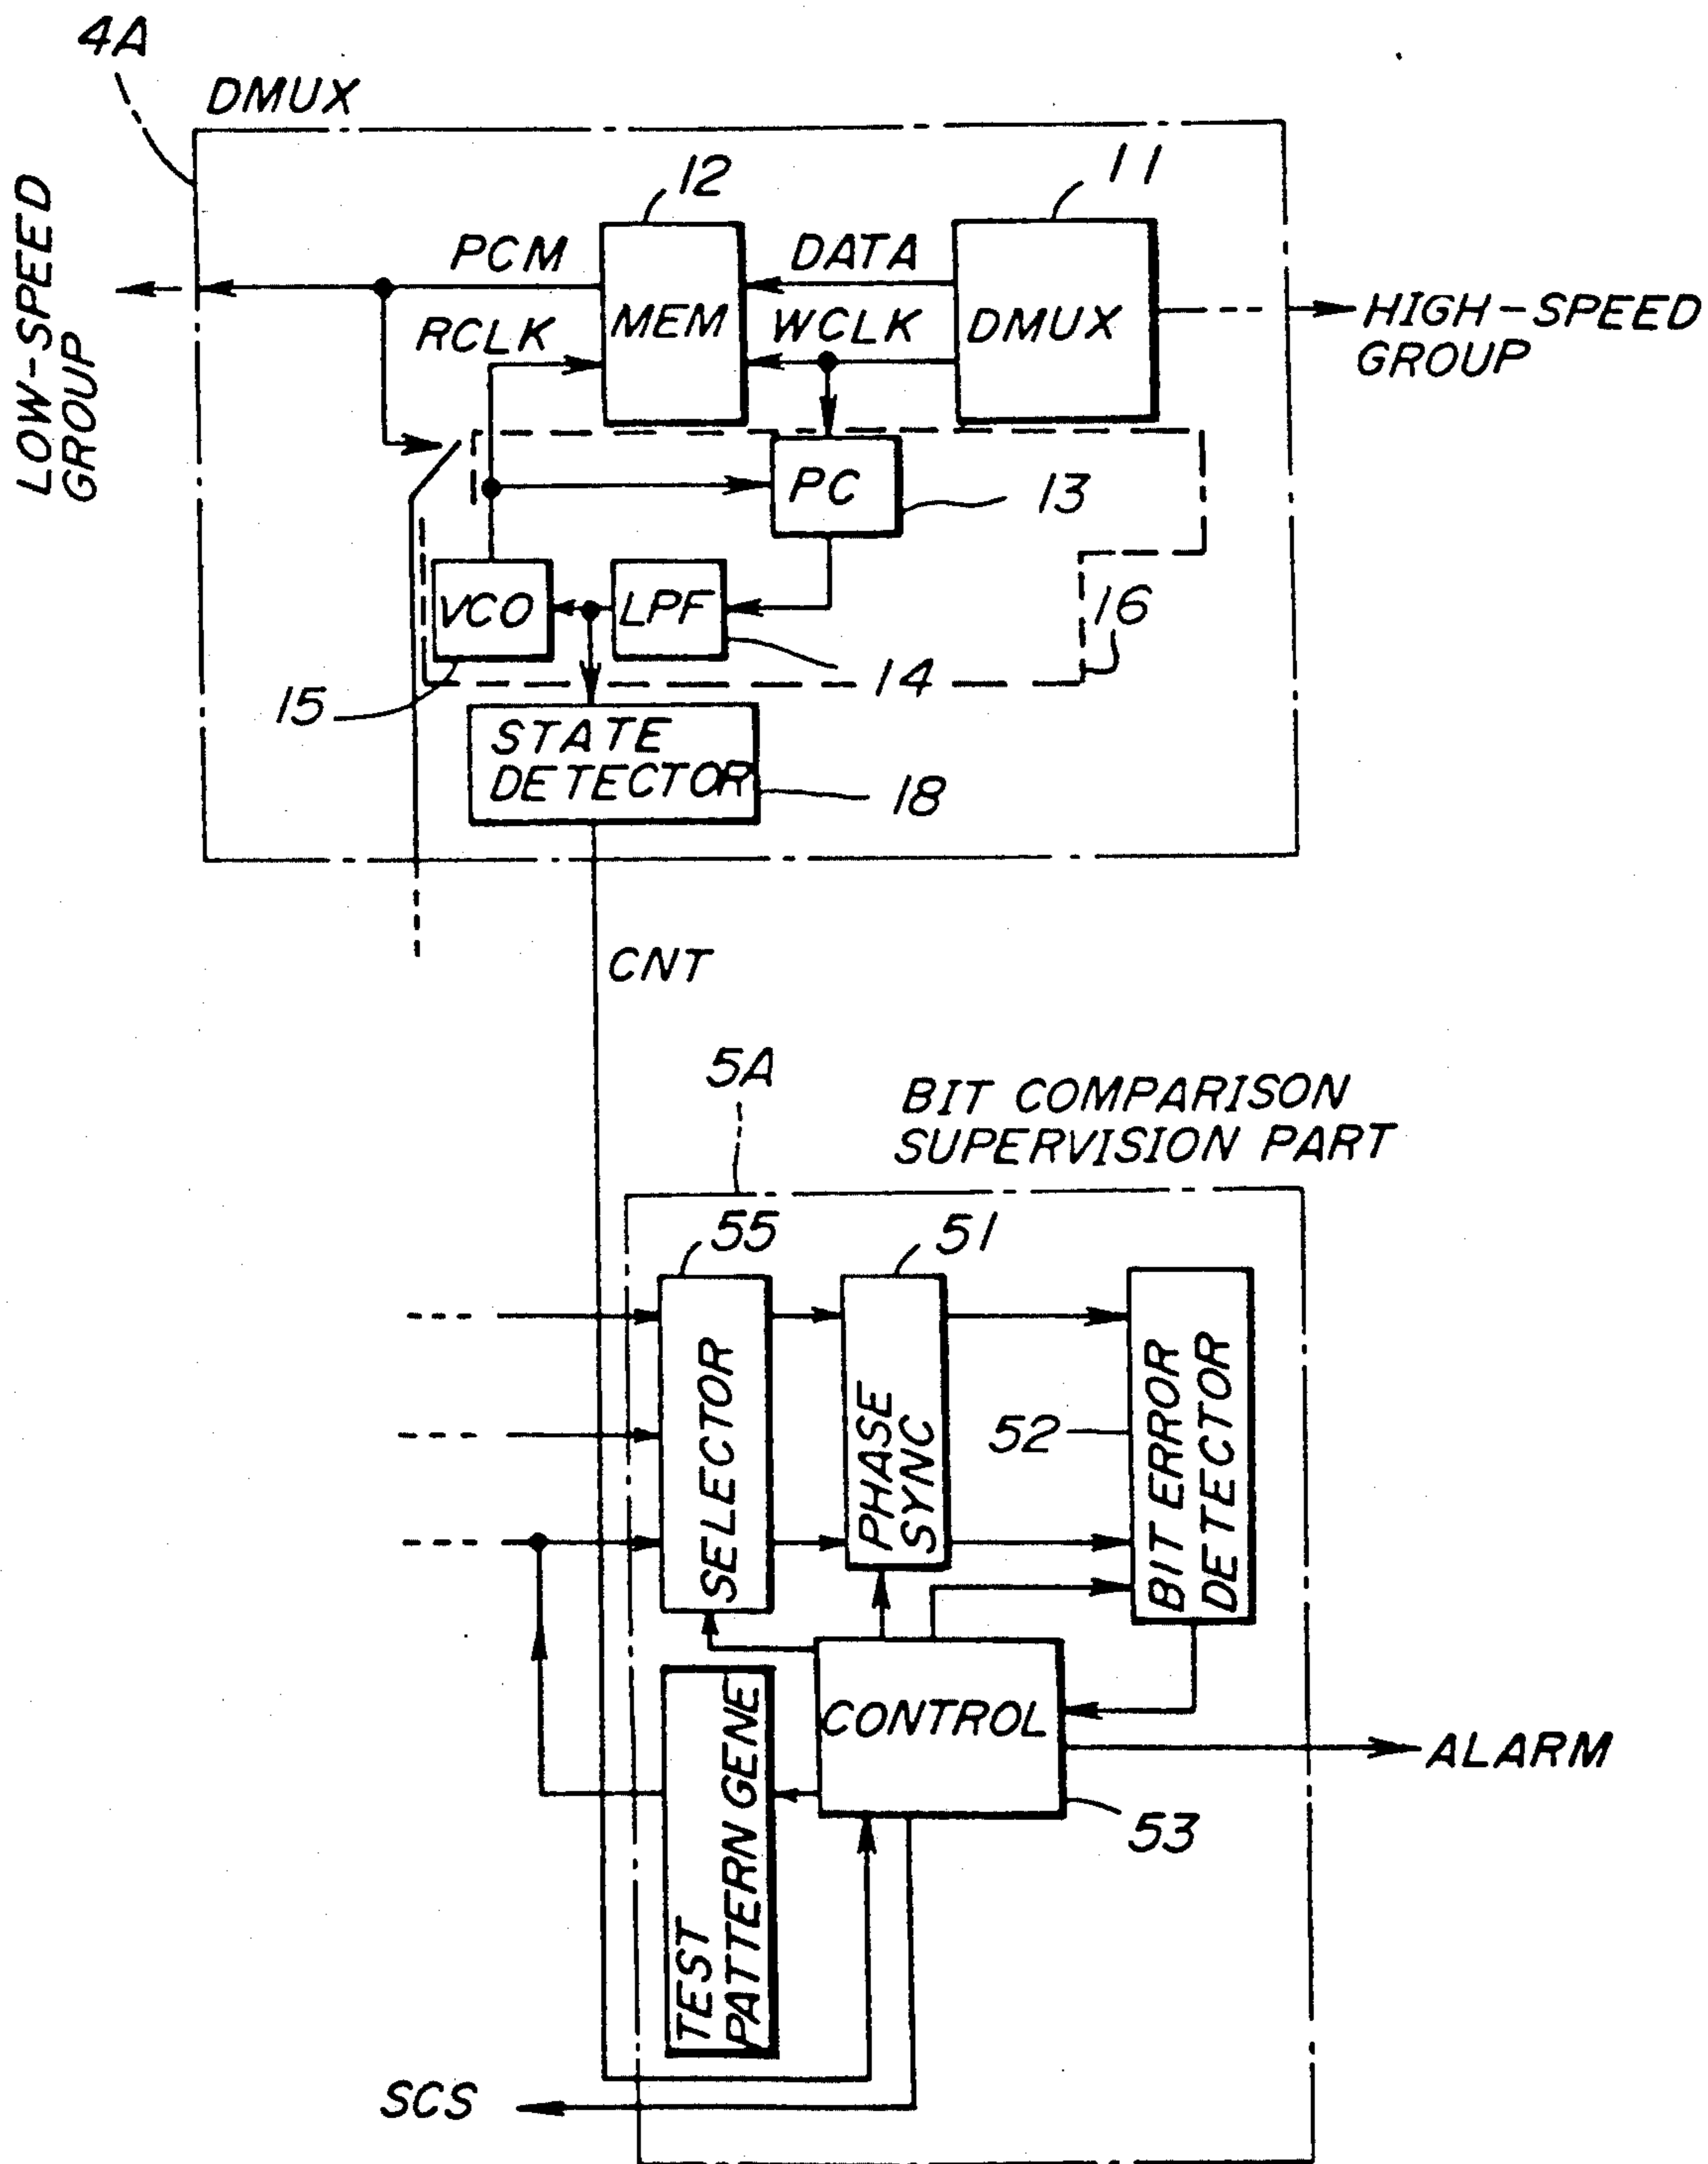 4A
DMUX
LOW-SPEED
GROUP
12
11
PCM
DATA
RCLK
MEM
WCLK
DMUX
HIGH-SPEED
GROUP
PC
13
VCO
LPF
16
14
15
STATE
DETECTOR
18
CNT
5A
BIT COMPARISON
SUPERVISION PART
55
51
SELECTOR
PHASE
SYNC
52
BIT ERROR
DETECTOR
TEST
PATTERN GENE
CONTROL
ALARM
53
SCS